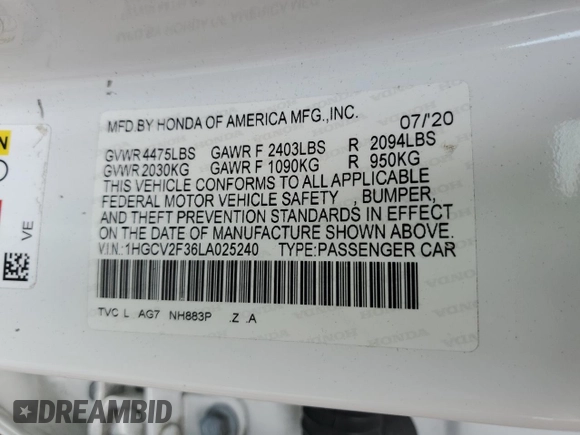 MFD.BY HONDA OF AMERICA MFG.,INC. 07/'20
GVWR 4475LBS GAWR F 2403LBS R 2094LBS
GVWR 2030KG GAWR F 1090KG R 950KG
THIS VEHICLE CONFORMS TO ALL APPLICABLE
FEDERAL MOTOR VEHICLE SAFETY , BUMPER,
AND THEFT PREVENTION STANDARDS IN EFFECT
ON THE DATE OF MANUFACTURE SHOWN ABOVE.
V.I.N.:1HGCV2F36LA025240 TYPE:PASSENGER CAR
TVC L AG7 NH883P .Z .A
VE
DREAMBID